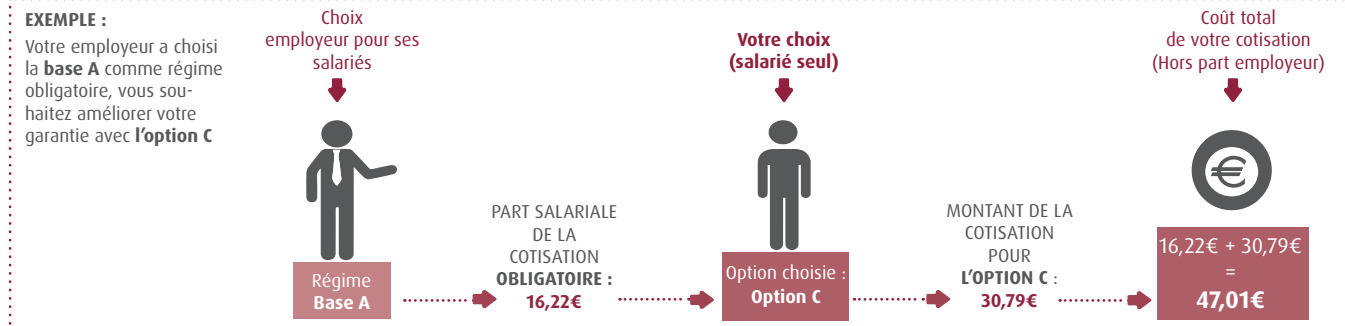 EXEMPLE :
Votre employeur a choisi
la base A comme régime
obligatoire, vous sou-
haitez améliorer votre
garantie avec l'option C
Choix
employeur pour ses
salariés
Régime
Base A
PART SALARIALE
DE LA
COTISATION
OBLIGATOIRE :
16,22€
Votre choix
(salarié seul)
Option choisie :
Option C
MONTANT DE LA
COTISATION
POUR
L'OPTION C :
30,79€
Coût total
de votre cotisation
(Hors part employeur)
€
16,22€ + 30,79€
=
47,01€